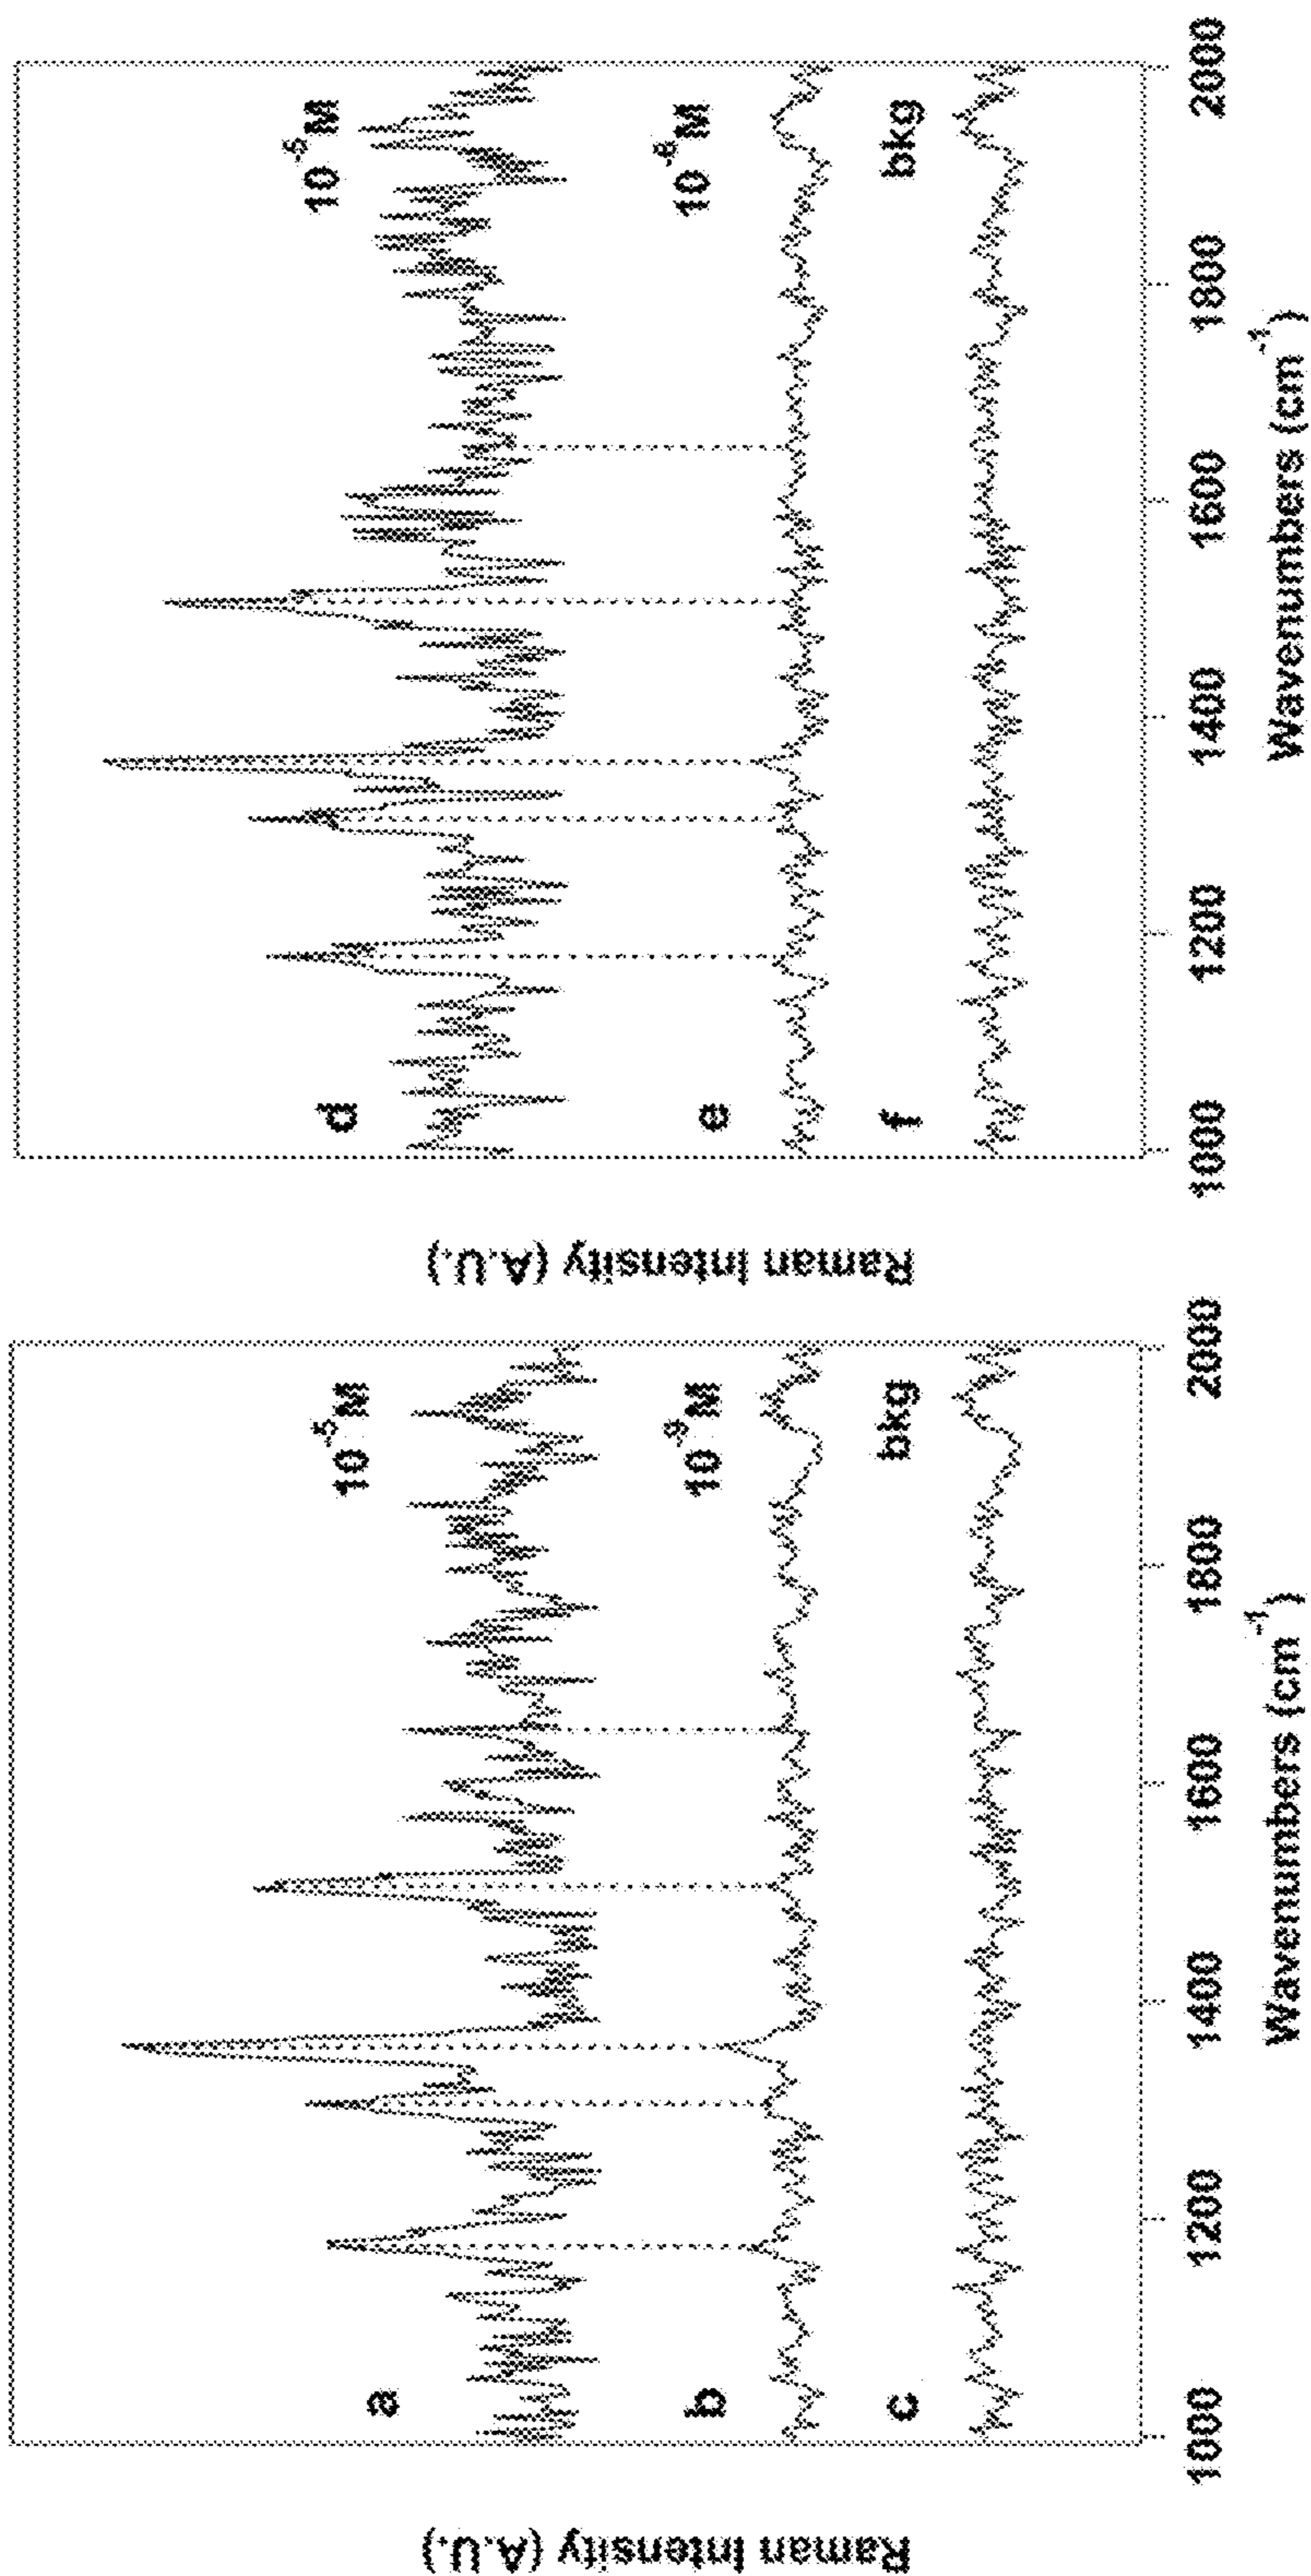 Raman Intensity (A.U.)
a 10⁻⁵ M
b 10⁻⁹ M
c bkg
1000 1200 1400 1600 1800 2000
Wavenumbers (cm⁻¹)
Raman Intensity (A.U.)
d 10⁻⁵ M
e 10⁻⁸ M
f bkg
1000 1200 1400 1600 1800 2000
Wavenumbers (cm⁻¹)